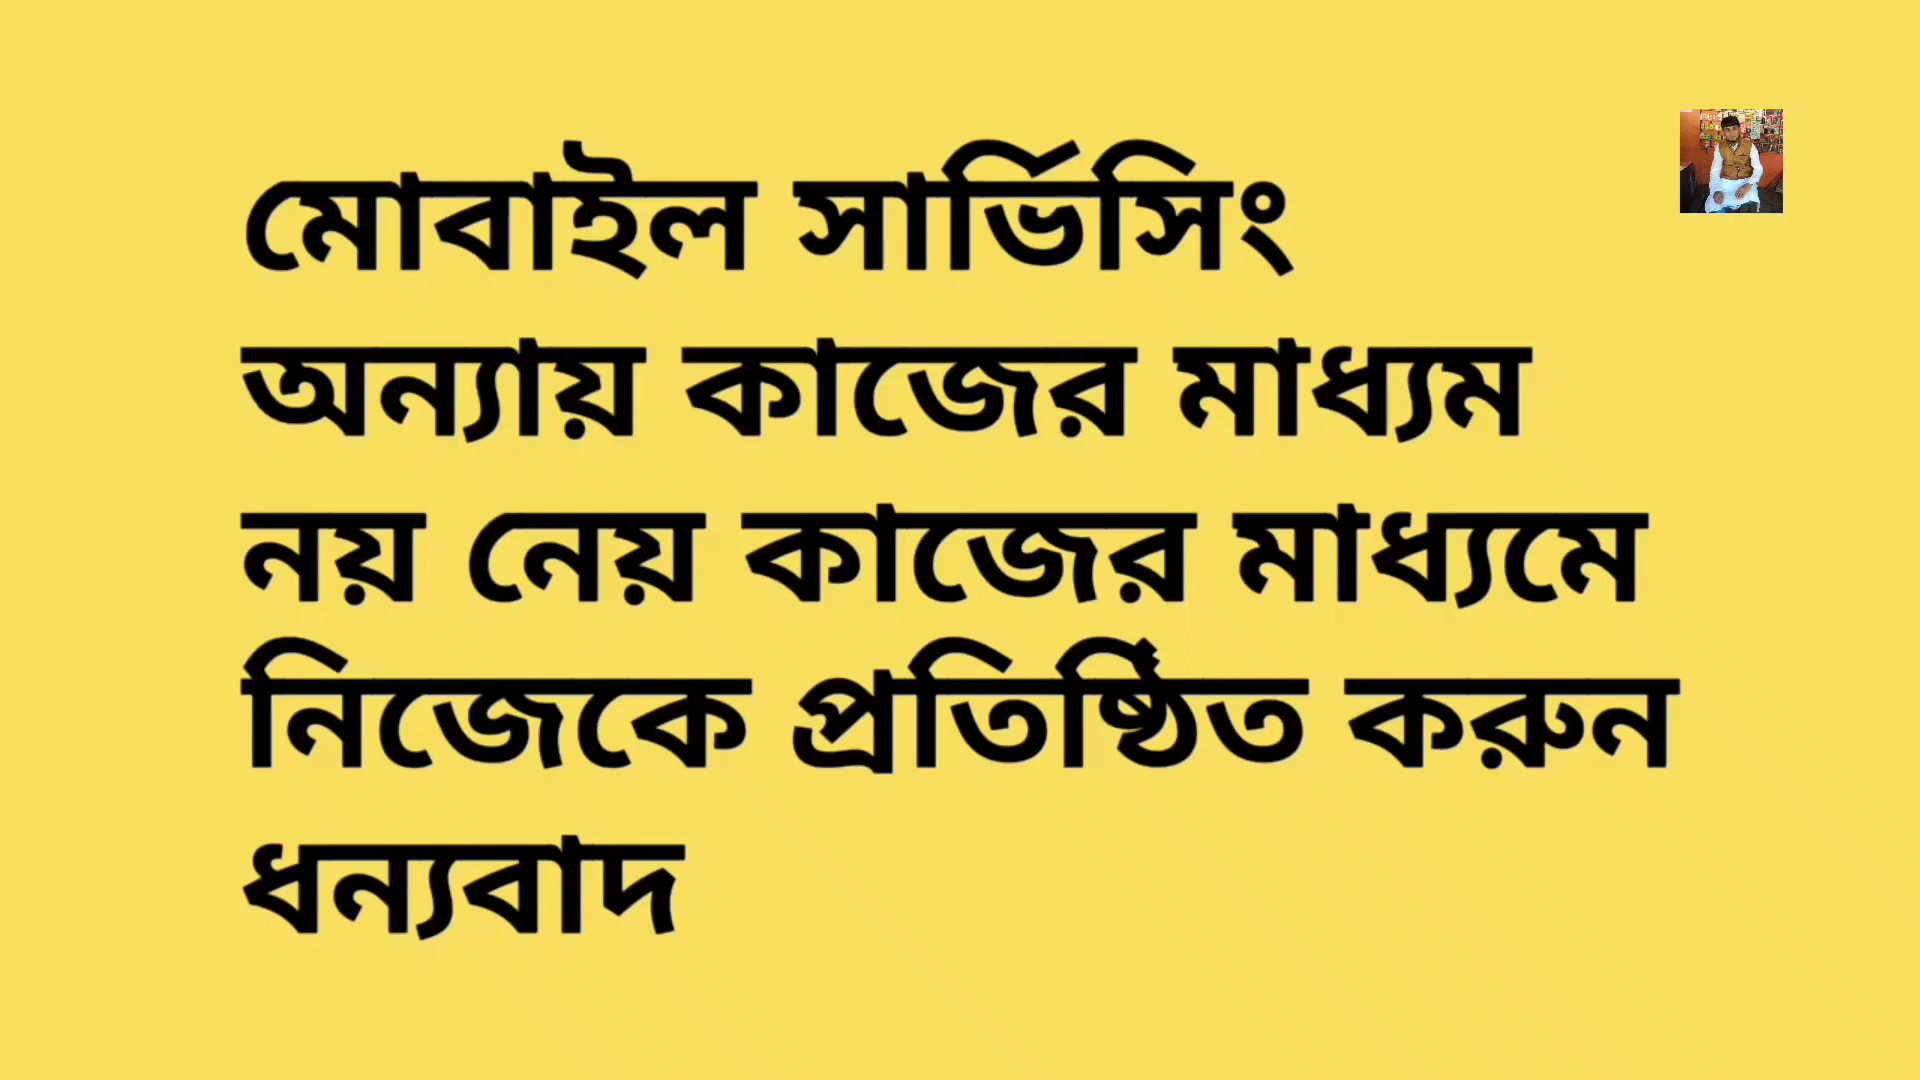 মোবাইল সার্ভিসিং
অন্যায় কাজের মাধ্যম
নয় নেয় কাজের মাধ্যমে
নিজেকে প্রতিষ্ঠিত করুন
ধন্যবাদ